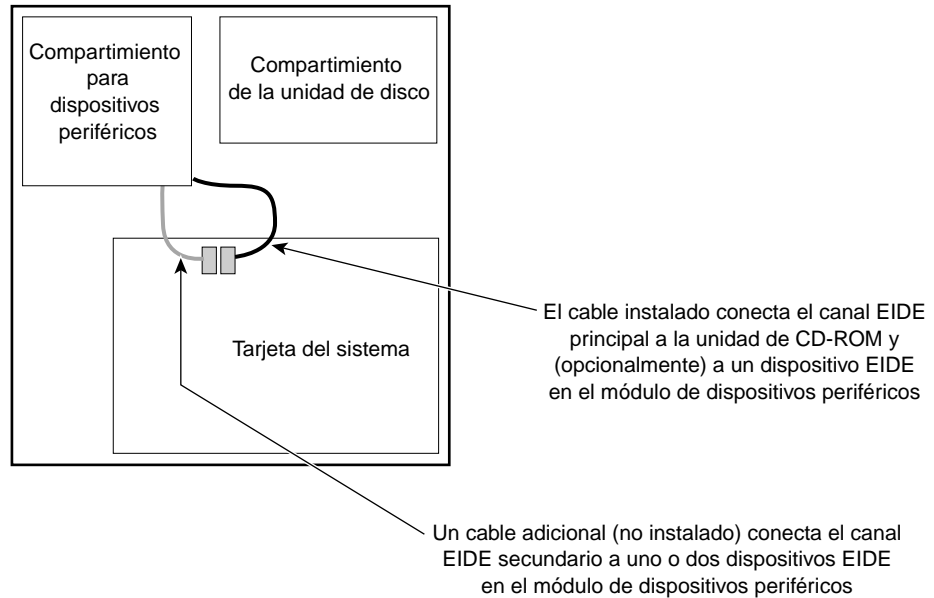 Compartimiento
para
dispositivos
periféricos
Compartimiento
de la unidad de disco
Tarjeta del sistema
El cable instalado conecta el canal EIDE
principal a la unidad de CD-ROM y
(opcionalmente) a un dispositivo EIDE
en el módulo de dispositivos periféricos
Un cable adicional (no instalado) conecta el canal
EIDE secundario a uno o dos dispositivos EIDE
en el módulo de dispositivos periféricos